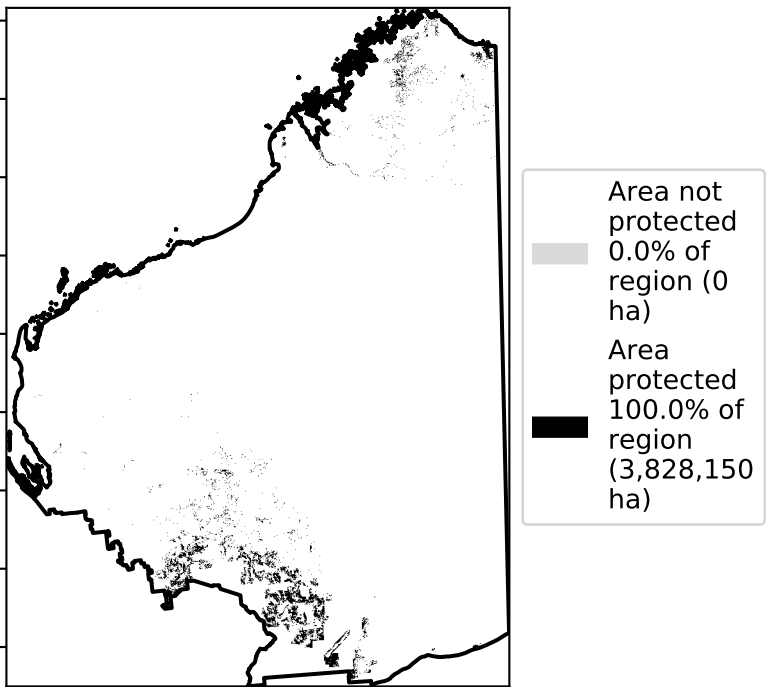 Area not
protected
0.0% of
region (0
ha)
Area
protected
100.0% of
region
(3,828,150
ha)